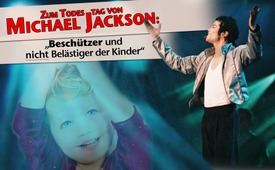 Zum Todestag von
Michael Jackson:
„Beschützer und
nicht Belästiger der Kinder“